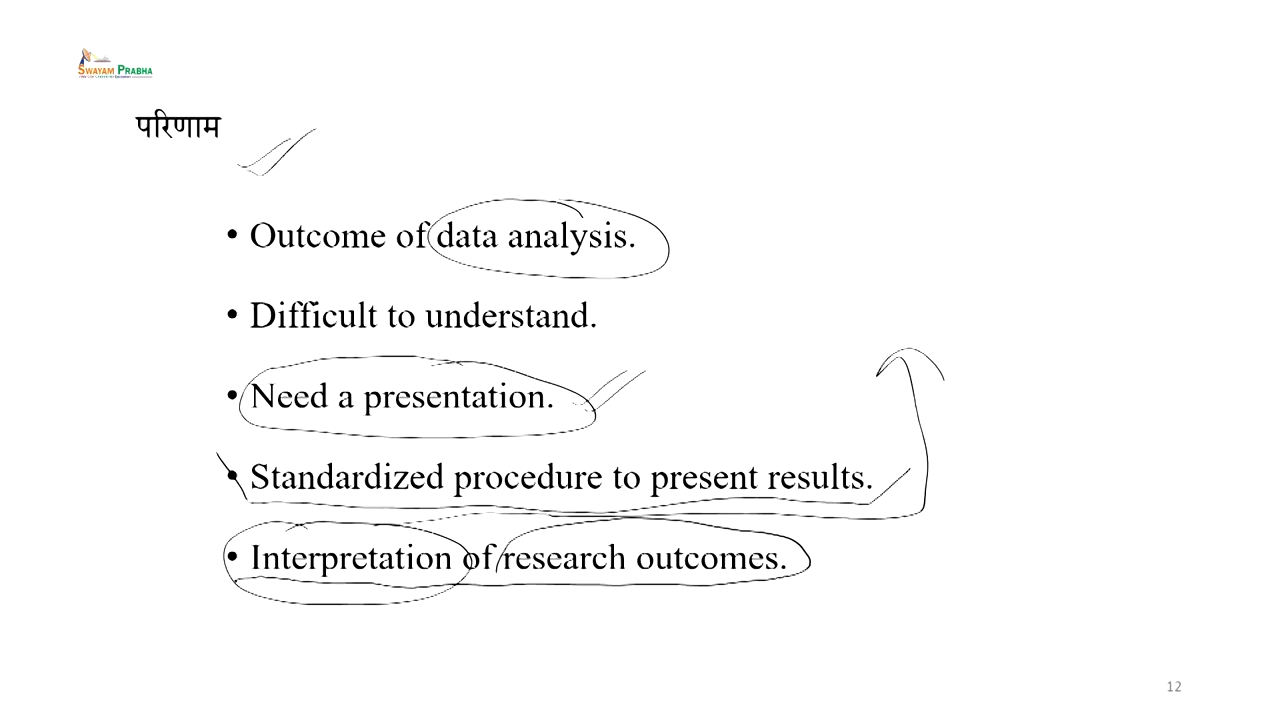 SWAYAM PRABHA
परिणाम
• Outcome of data analysis.
• Difficult to understand.
• Need a presentation.
• Standardized procedure to present results.
• Interpretation of research outcomes.
12